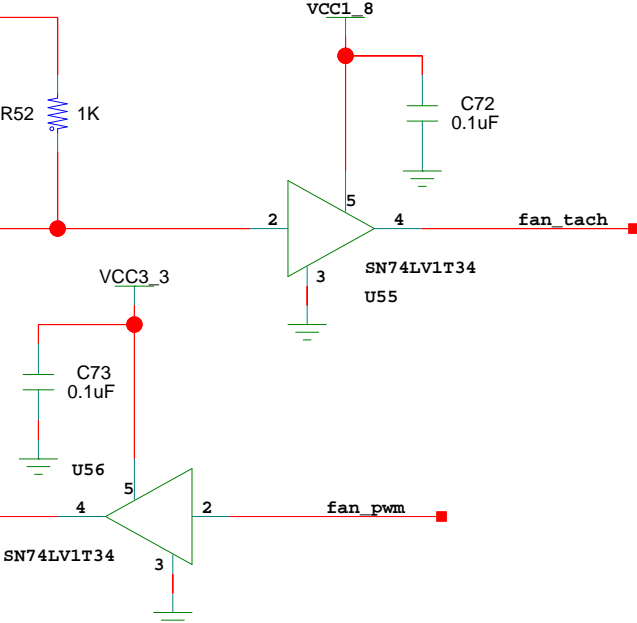 VCC1_8
R52
1K
C72
0.1uF
5
2
4
fan_tach
3
SN74LV1T34
U55
VCC3_3
C73
0.1uF
U56
5
4
2
fan_pwm
SN74LV1T34
3